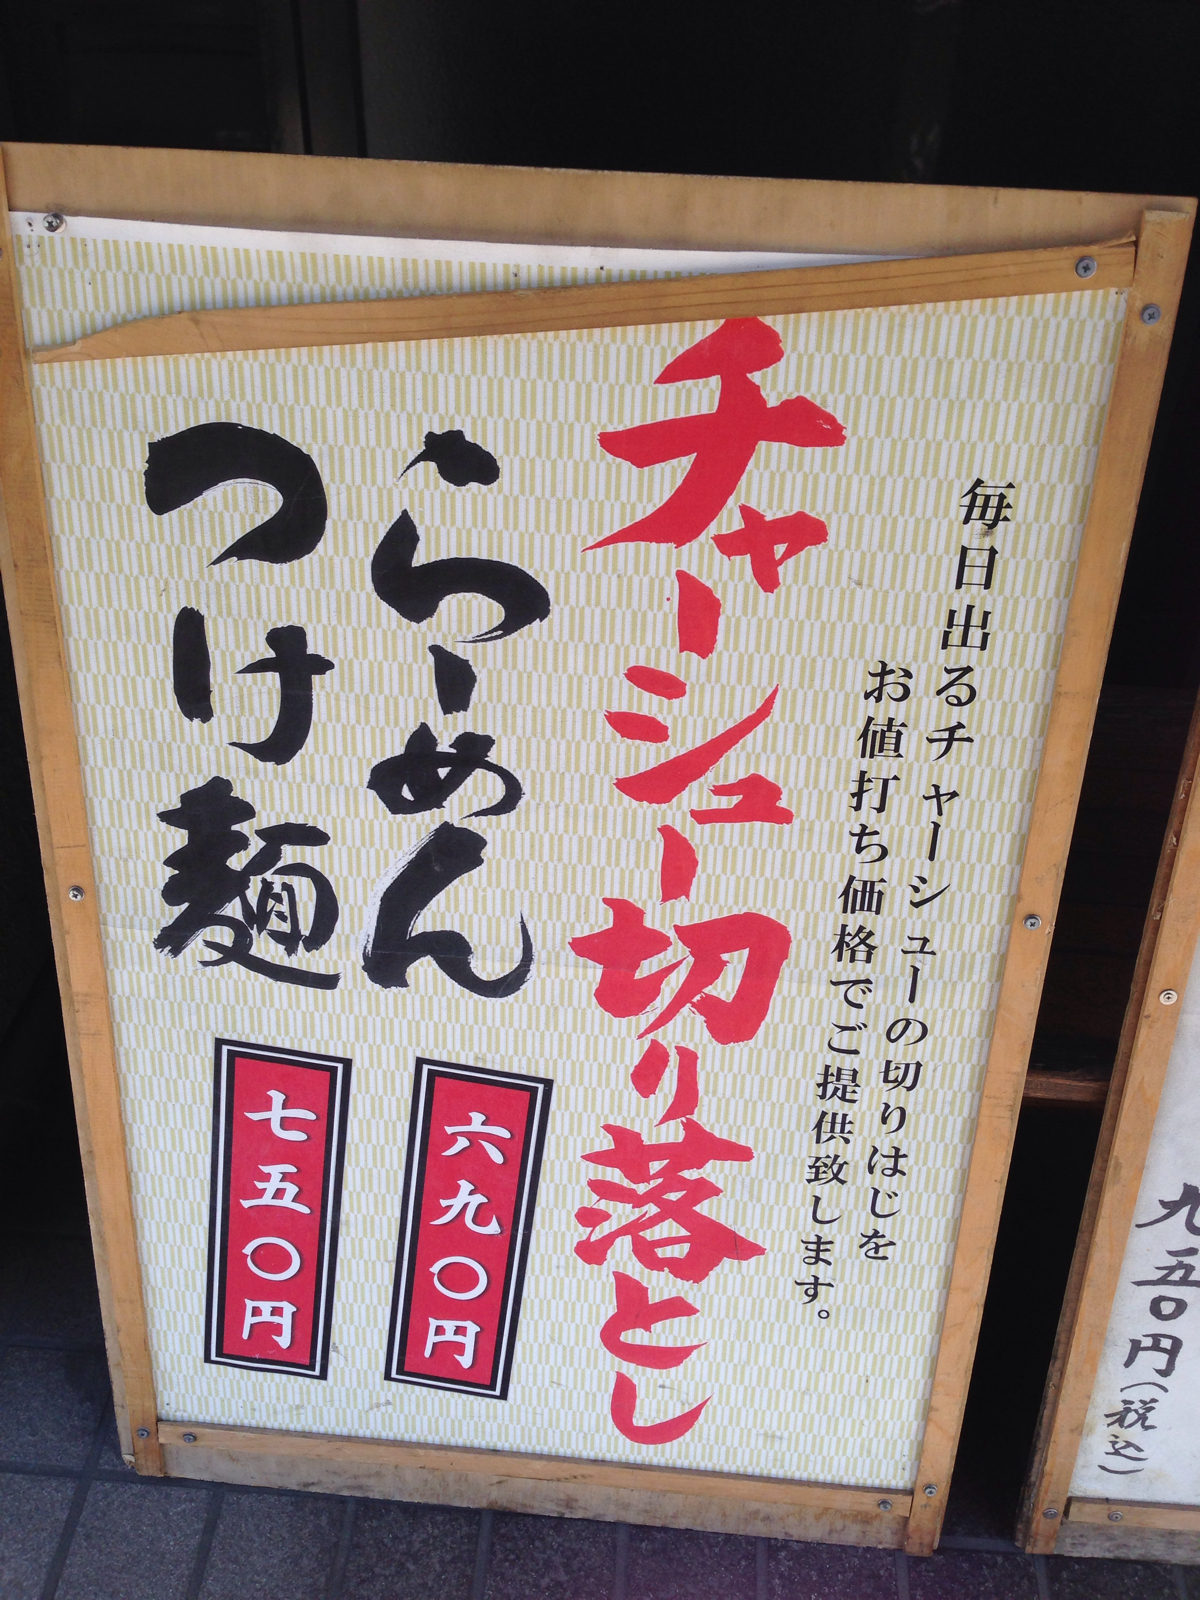 毎日出るチャーシューの切りはじを
お値打ち価格でご提供致します。
チャーシュー切り落とし
らーめん
六九〇円
つけ麺
七五〇円
九五〇円(税込)